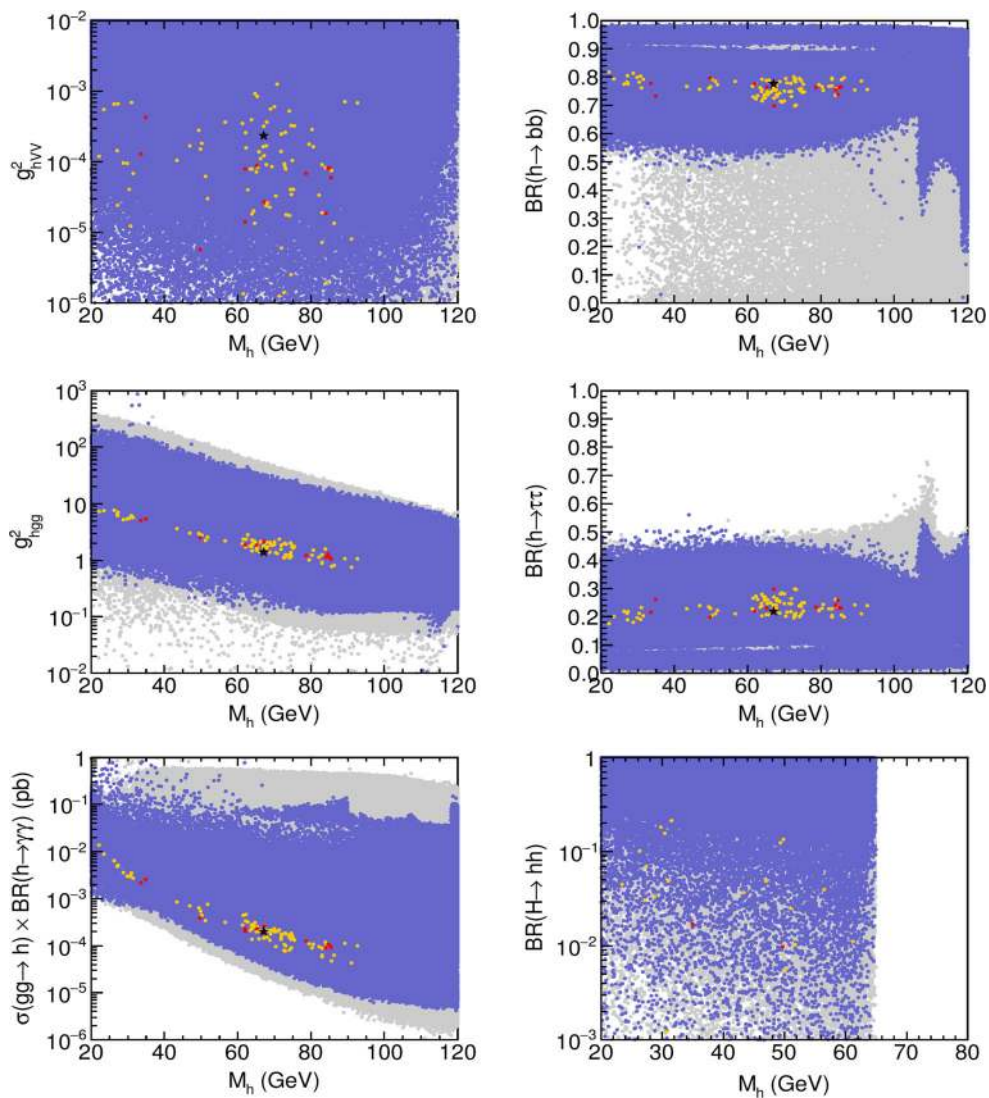 10⁻²
10⁻³
10⁻⁴
10⁻⁵
10⁻⁶
g²hVV
20 40 60 80 100 120
Mh (GeV)
1.0
0.9
0.8
0.7
0.6
0.5
0.4
0.3
0.2
0.1
0.0
BR(h→ bb)
20 40 60 80 100 120
Mh (GeV)
10³
10²
10
1
10⁻¹
10⁻²
g²hgg
20 40 60 80 100 120
Mh (GeV)
1.0
0.9
0.8
0.7
0.6
0.5
0.4
0.3
0.2
0.1
0.0
BR(h→ττ)
20 40 60 80 100 120
Mh (GeV)
1
10⁻¹
10⁻²
10⁻³
10⁻⁴
10⁻⁵
10⁻⁶
σ(gg→ h) × BR(h→γγ) (pb)
20 40 60 80 100 120
Mh (GeV)
1
10⁻¹
10⁻²
10⁻³
BR(H→ hh)
20 30 40 50 60 70 80
Mh (GeV)